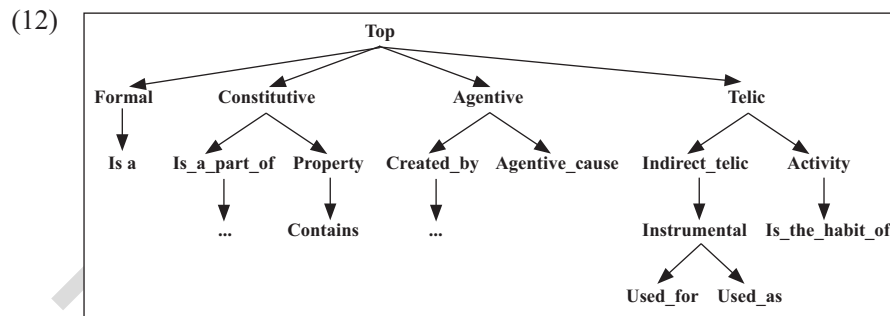 (12)
Top
Formal Constitutive Agentive Telic
Is a Is_a_part_of Property Created_by Agentive_cause Indirect_telic Activity
... Contains ... Instrumental Is_the_habit_of
Used_for Used_as